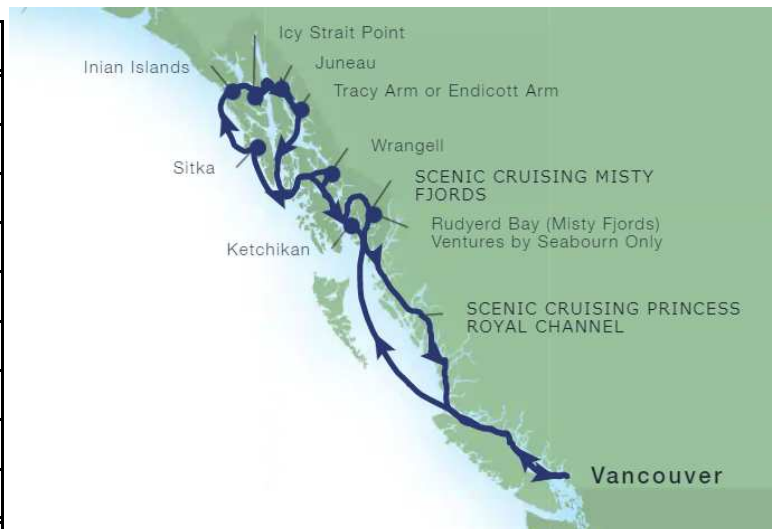 Icy Strait Point
Inian Islands
Juneau
Tracy Arm or Endicott Arm
Sitka
Wrangell
SCENIC CRUISING MISTY
FJORDS
Rudyerd Bay (Misty Fjords)
Ventures by Seabourn Only
Ketchikan
SCENIC CRUISING PRINCESS
ROYAL CHANNEL
Vancouver